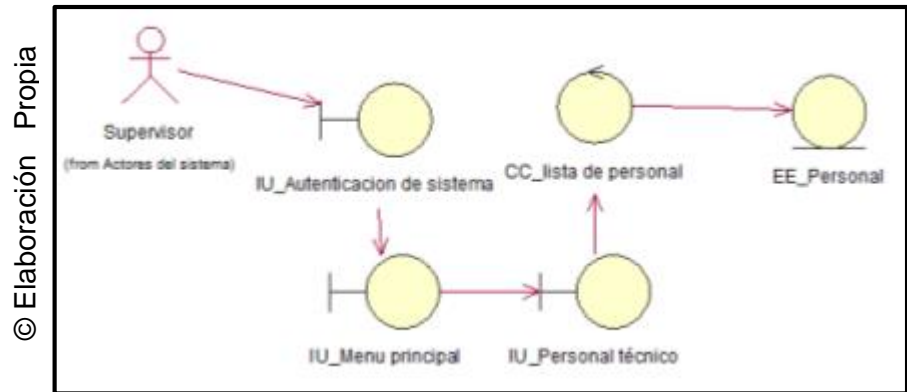 © Elaboración Propia
Supervisor
(from Actores del sistema)
IU_Autenticacion de sistema
CC_lista de personal
EE_Personal
IU_Menu principal
IU_Personal técnico